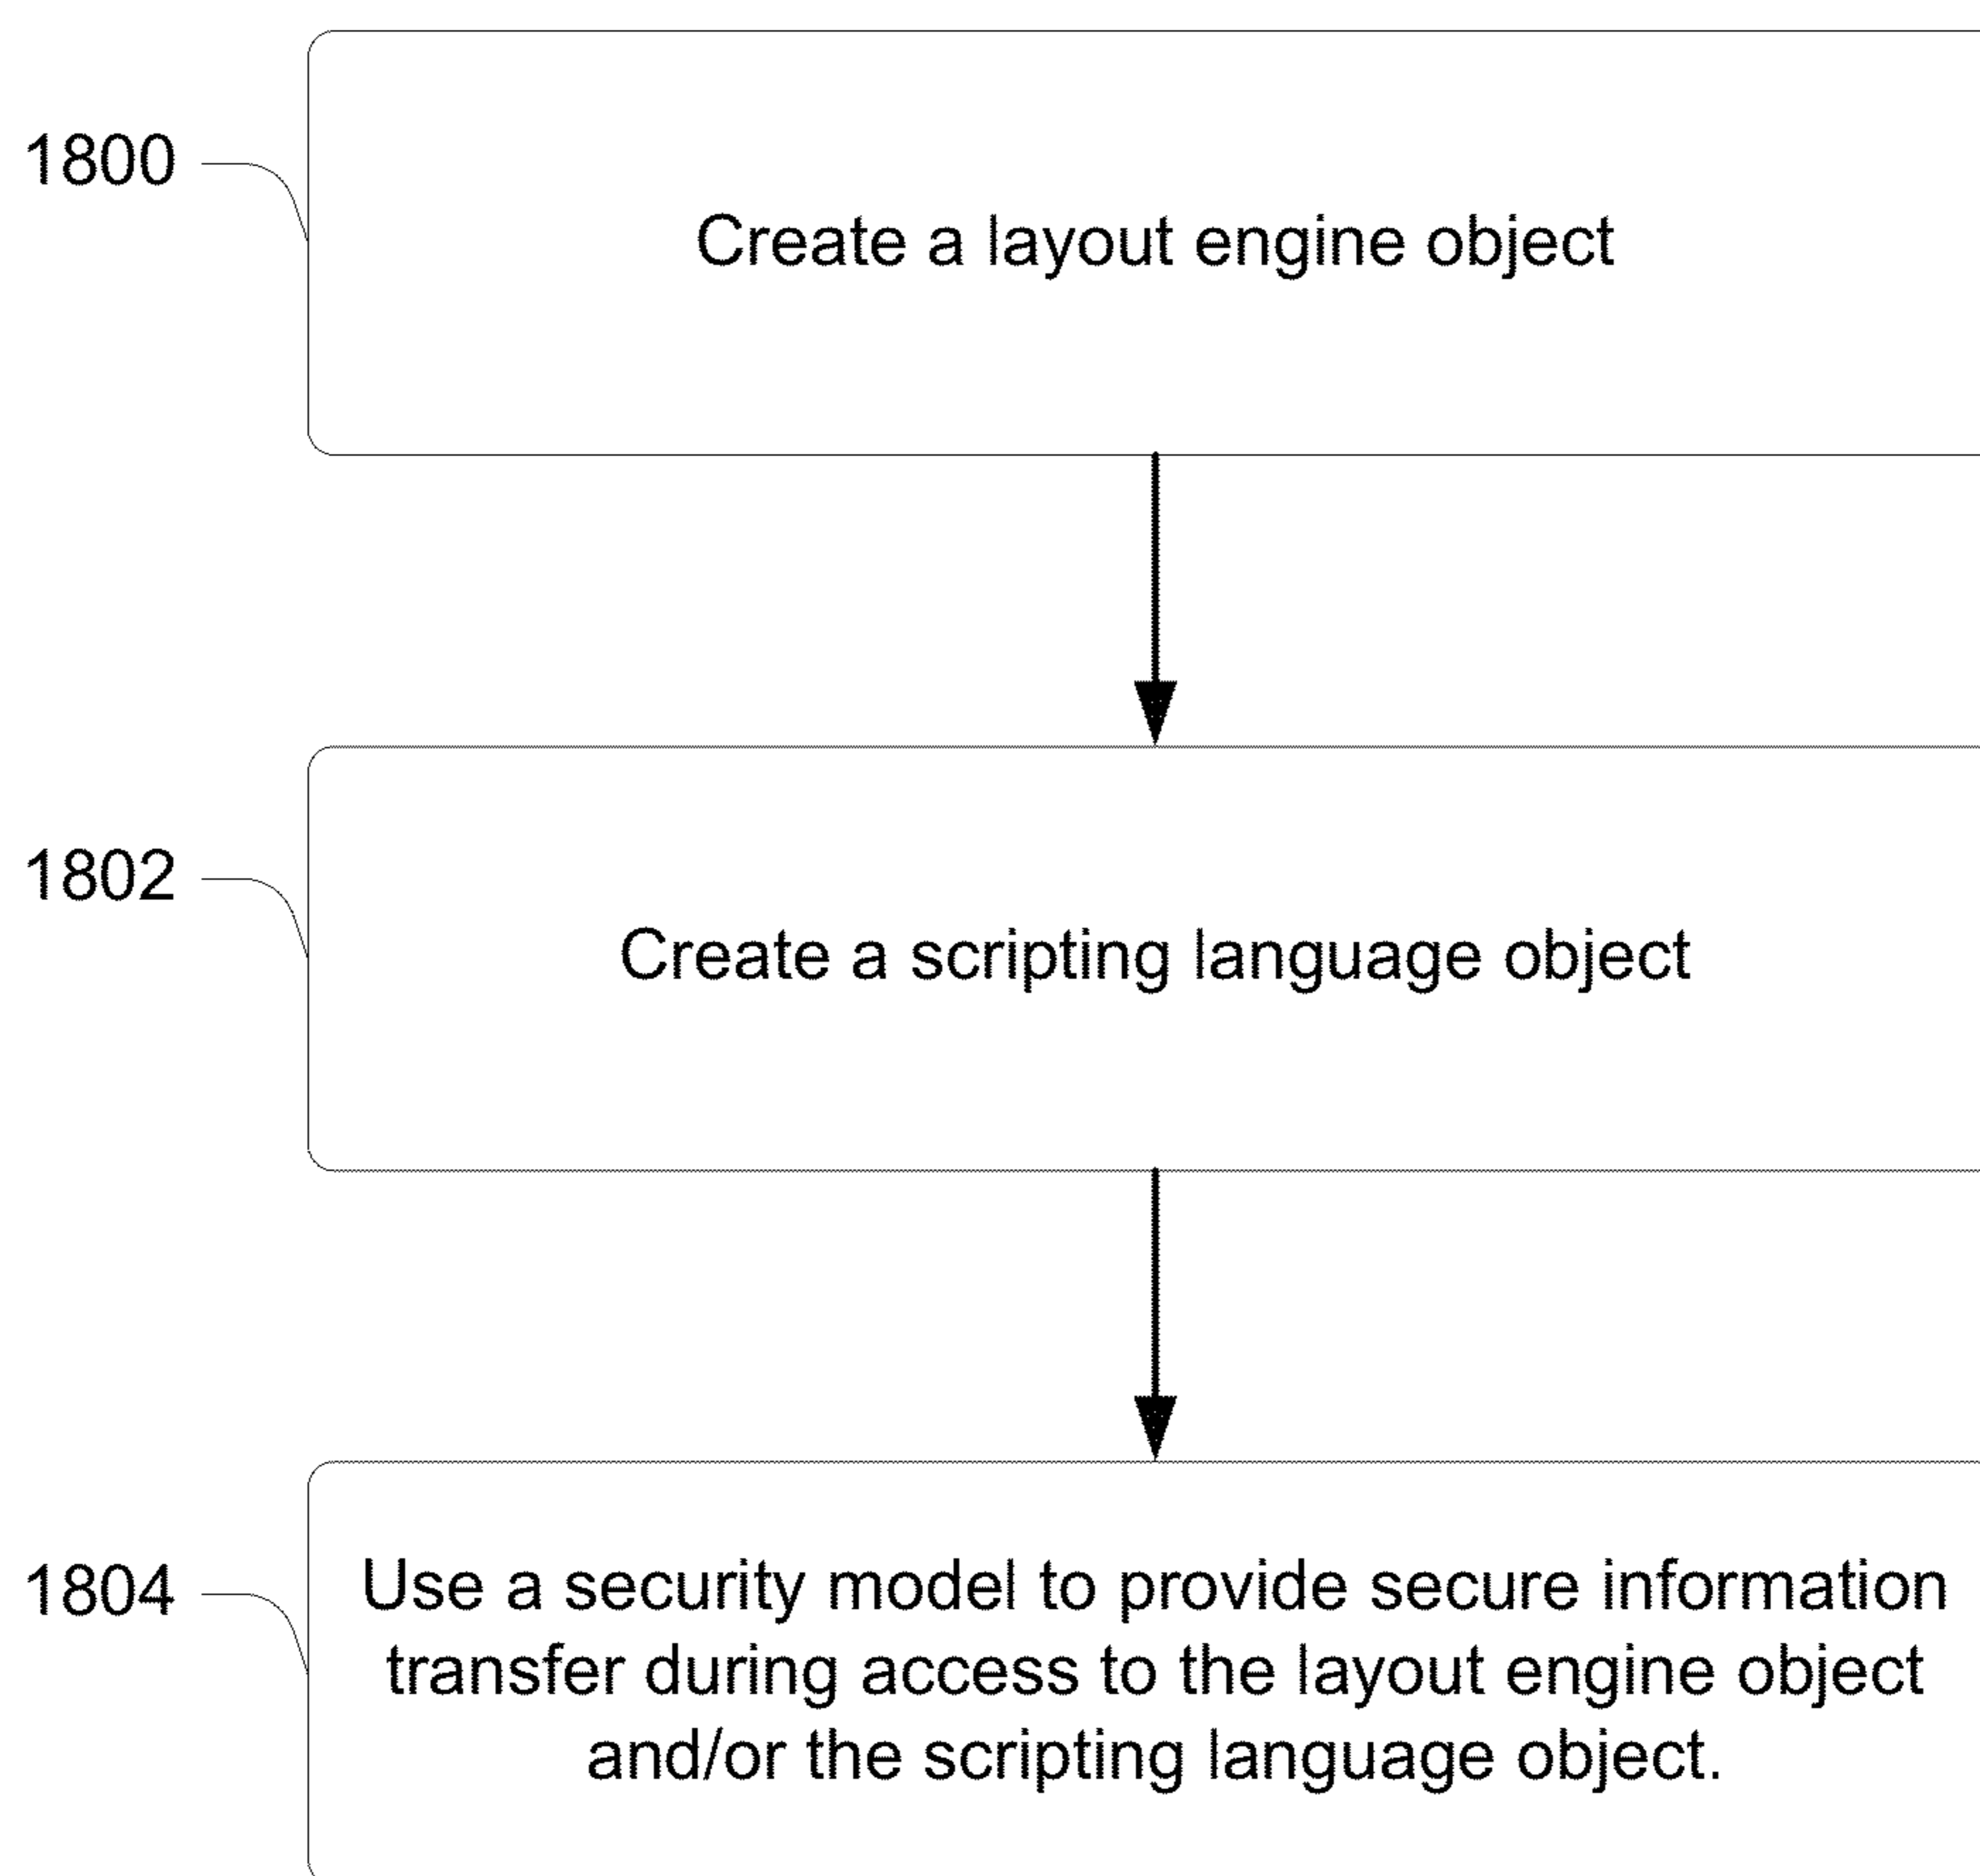 1800
Create a layout engine object
1802
Create a scripting language object
1804
Use a security model to provide secure information
transfer during access to the layout engine object
and/or the scripting language object.